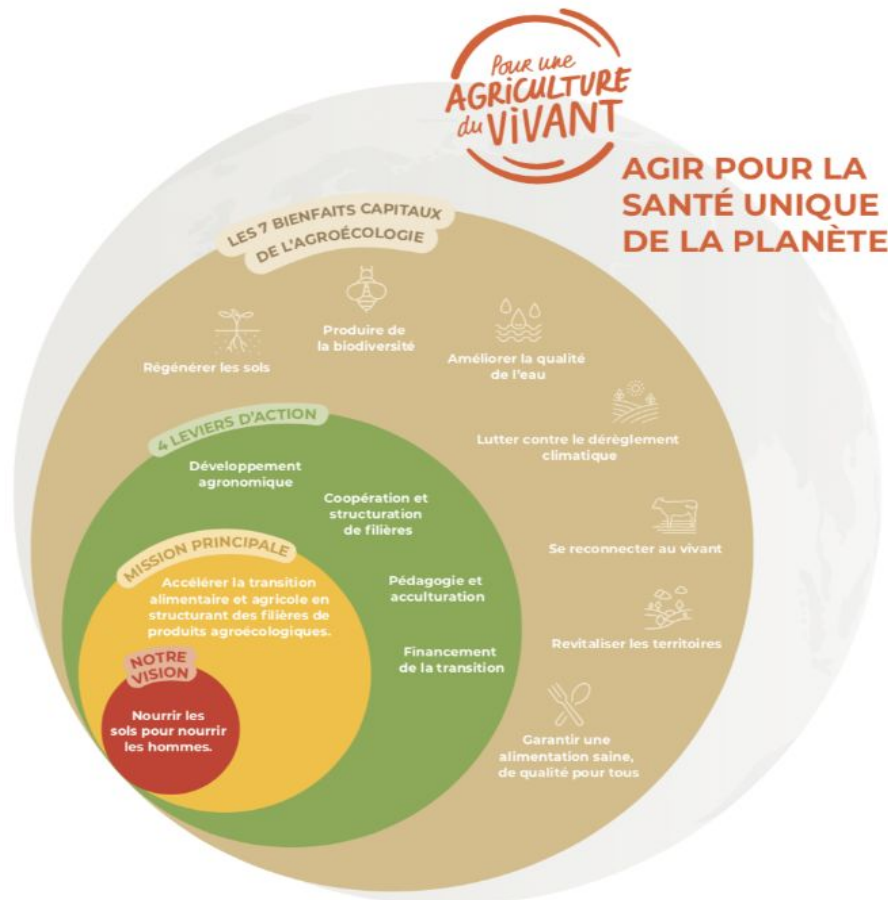 Pour une
AGRICULTURE
du ViVANT
AGIR POUR LA
SANTÉ UNIQUE
DE LA PLANÈTE
LES 7 BIENFAITS CAPITAUX
DE L'AGROÉCOLOGIE
Régénérer les sols
Produire de
la biodiversité
Améliorer la qualité
de l'eau
Lutter contre le dérèglement
climatique
Se reconnecter au vivant
Revitaliser les territoires
Garantir une
alimentation saine,
de qualité pour tous
4 LEVIERS D'ACTION
Développement
agronomique
Coopération et
structuration
de filières
Pédagogie et
acculturation
Financement
de la transition
MISSION PRINCIPALE
Accélérer la transition
alimentaire et agricole en
structurant des filières de
produits agroécologiques.
NOTRE
VISION
Nourrir les
sols pour nourrir
les hommes.